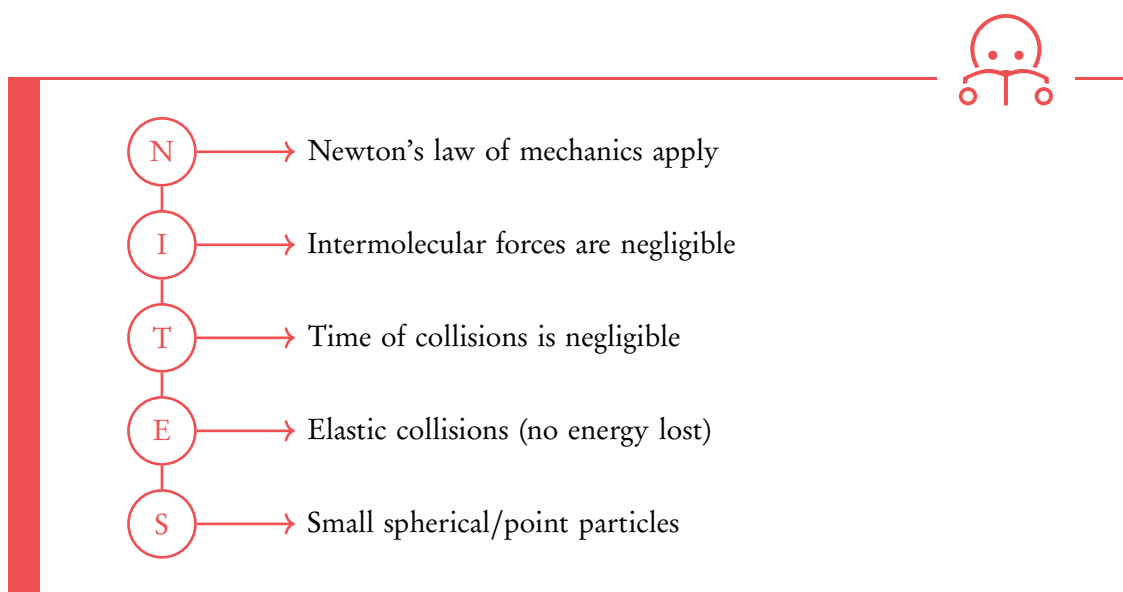 N Newton’s law of mechanics apply
I Intermolecular forces are negligible
T Time of collisions is negligible
E Elastic collisions (no energy lost)
S Small spherical/point particles